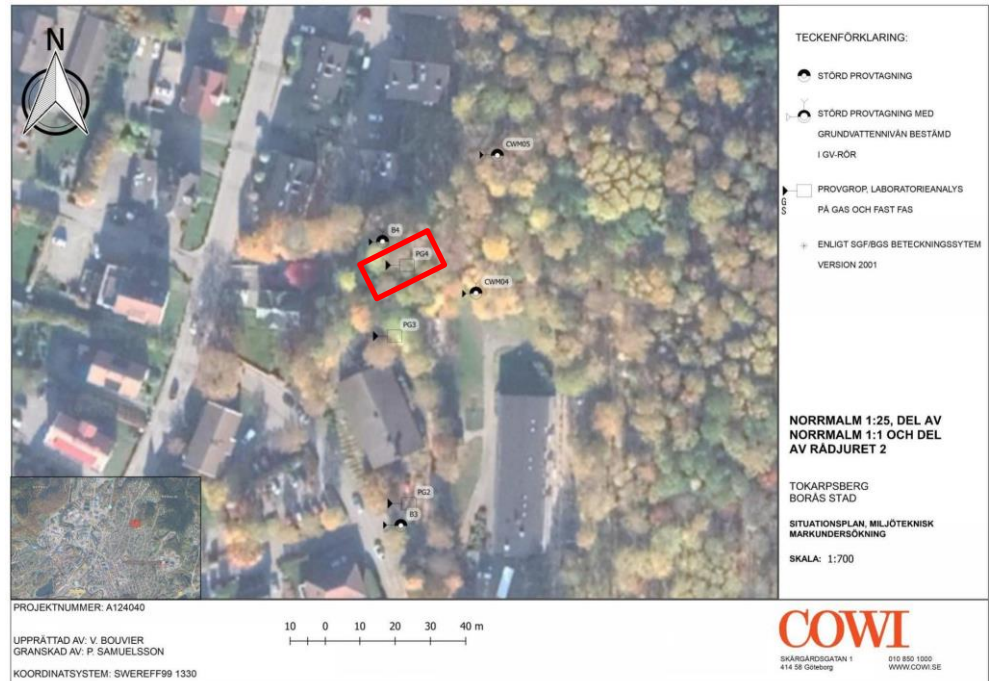 N
CWM05
B4
PG4
CWM04
PG3
PG2
B3
TECKENFÖRKLARING:
STÖRD PROVTAGNING
STÖRD PROVTAGNING MED
GRUNDVATTENNIVÅN BESTÄMD
I GV-RÖR
G
S
PROVGROP, LABORATORIEANALYS
PÅ GAS OCH FAST FAS
ENLIGT SGF/BGS BETECKNINGSSYTEM
VERSION 2001
NORRMALM 1:25, DEL AV
NORRMALM 1:1 OCH DEL
AV RÅDJURET 2
TOKARPSBERG
BORÅS STAD
SITUATIONSPLAN, MILJÖTEKNISK
MARKUNDERSÖKNING
SKALA: 1:700
PROJEKTNUMMER: A124040
UPPRÄTTAD AV: V. BOUVIER
GRANSKAD AV: P. SAMUELSSON
KOORDINATSYSTEM: SWEREFF99 1330
10 0 10 20 30 40 m
COWI
SKÄRGÅRDSGATAN 1 010 850 1000
414 58 Göteborg WWW.COWI.SE